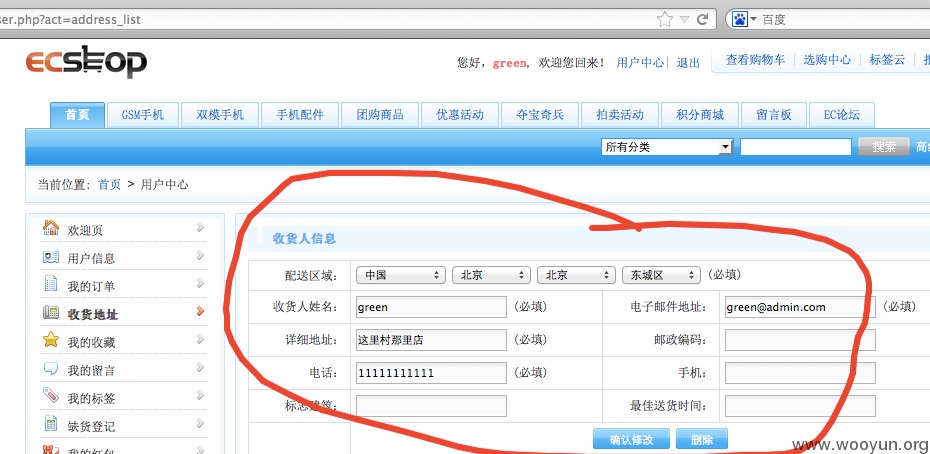 ser.php?act=address_list
百度
ecshop
您好，green, 欢迎您回来！ 用户中心| 退出
查看购物车 | 选购中心 | 标签云 |
首页 GSM手机 双模手机 手机配件 团购商品 优惠活动 夺宝奇兵 拍卖活动 积分商城 留言板 EC论坛
所有分类 搜索 高级
当前位置: 首页 > 用户中心
欢迎页
用户信息
我的订单
收货地址
我的收藏
我的留言
我的标签
缺货登记
我的红包
收货人信息
配送区域： 中国 北京 北京 东城区 (必填)
收货人姓名： green (必填) 电子邮件地址： green@admin.com (必填)
详细地址： 这里村那里店 (必填) 邮政编码：
电话： 11111111111 (必填) 手机：
标志建筑： 最佳送货时间：
确认修改 删除
www.wooyun.org